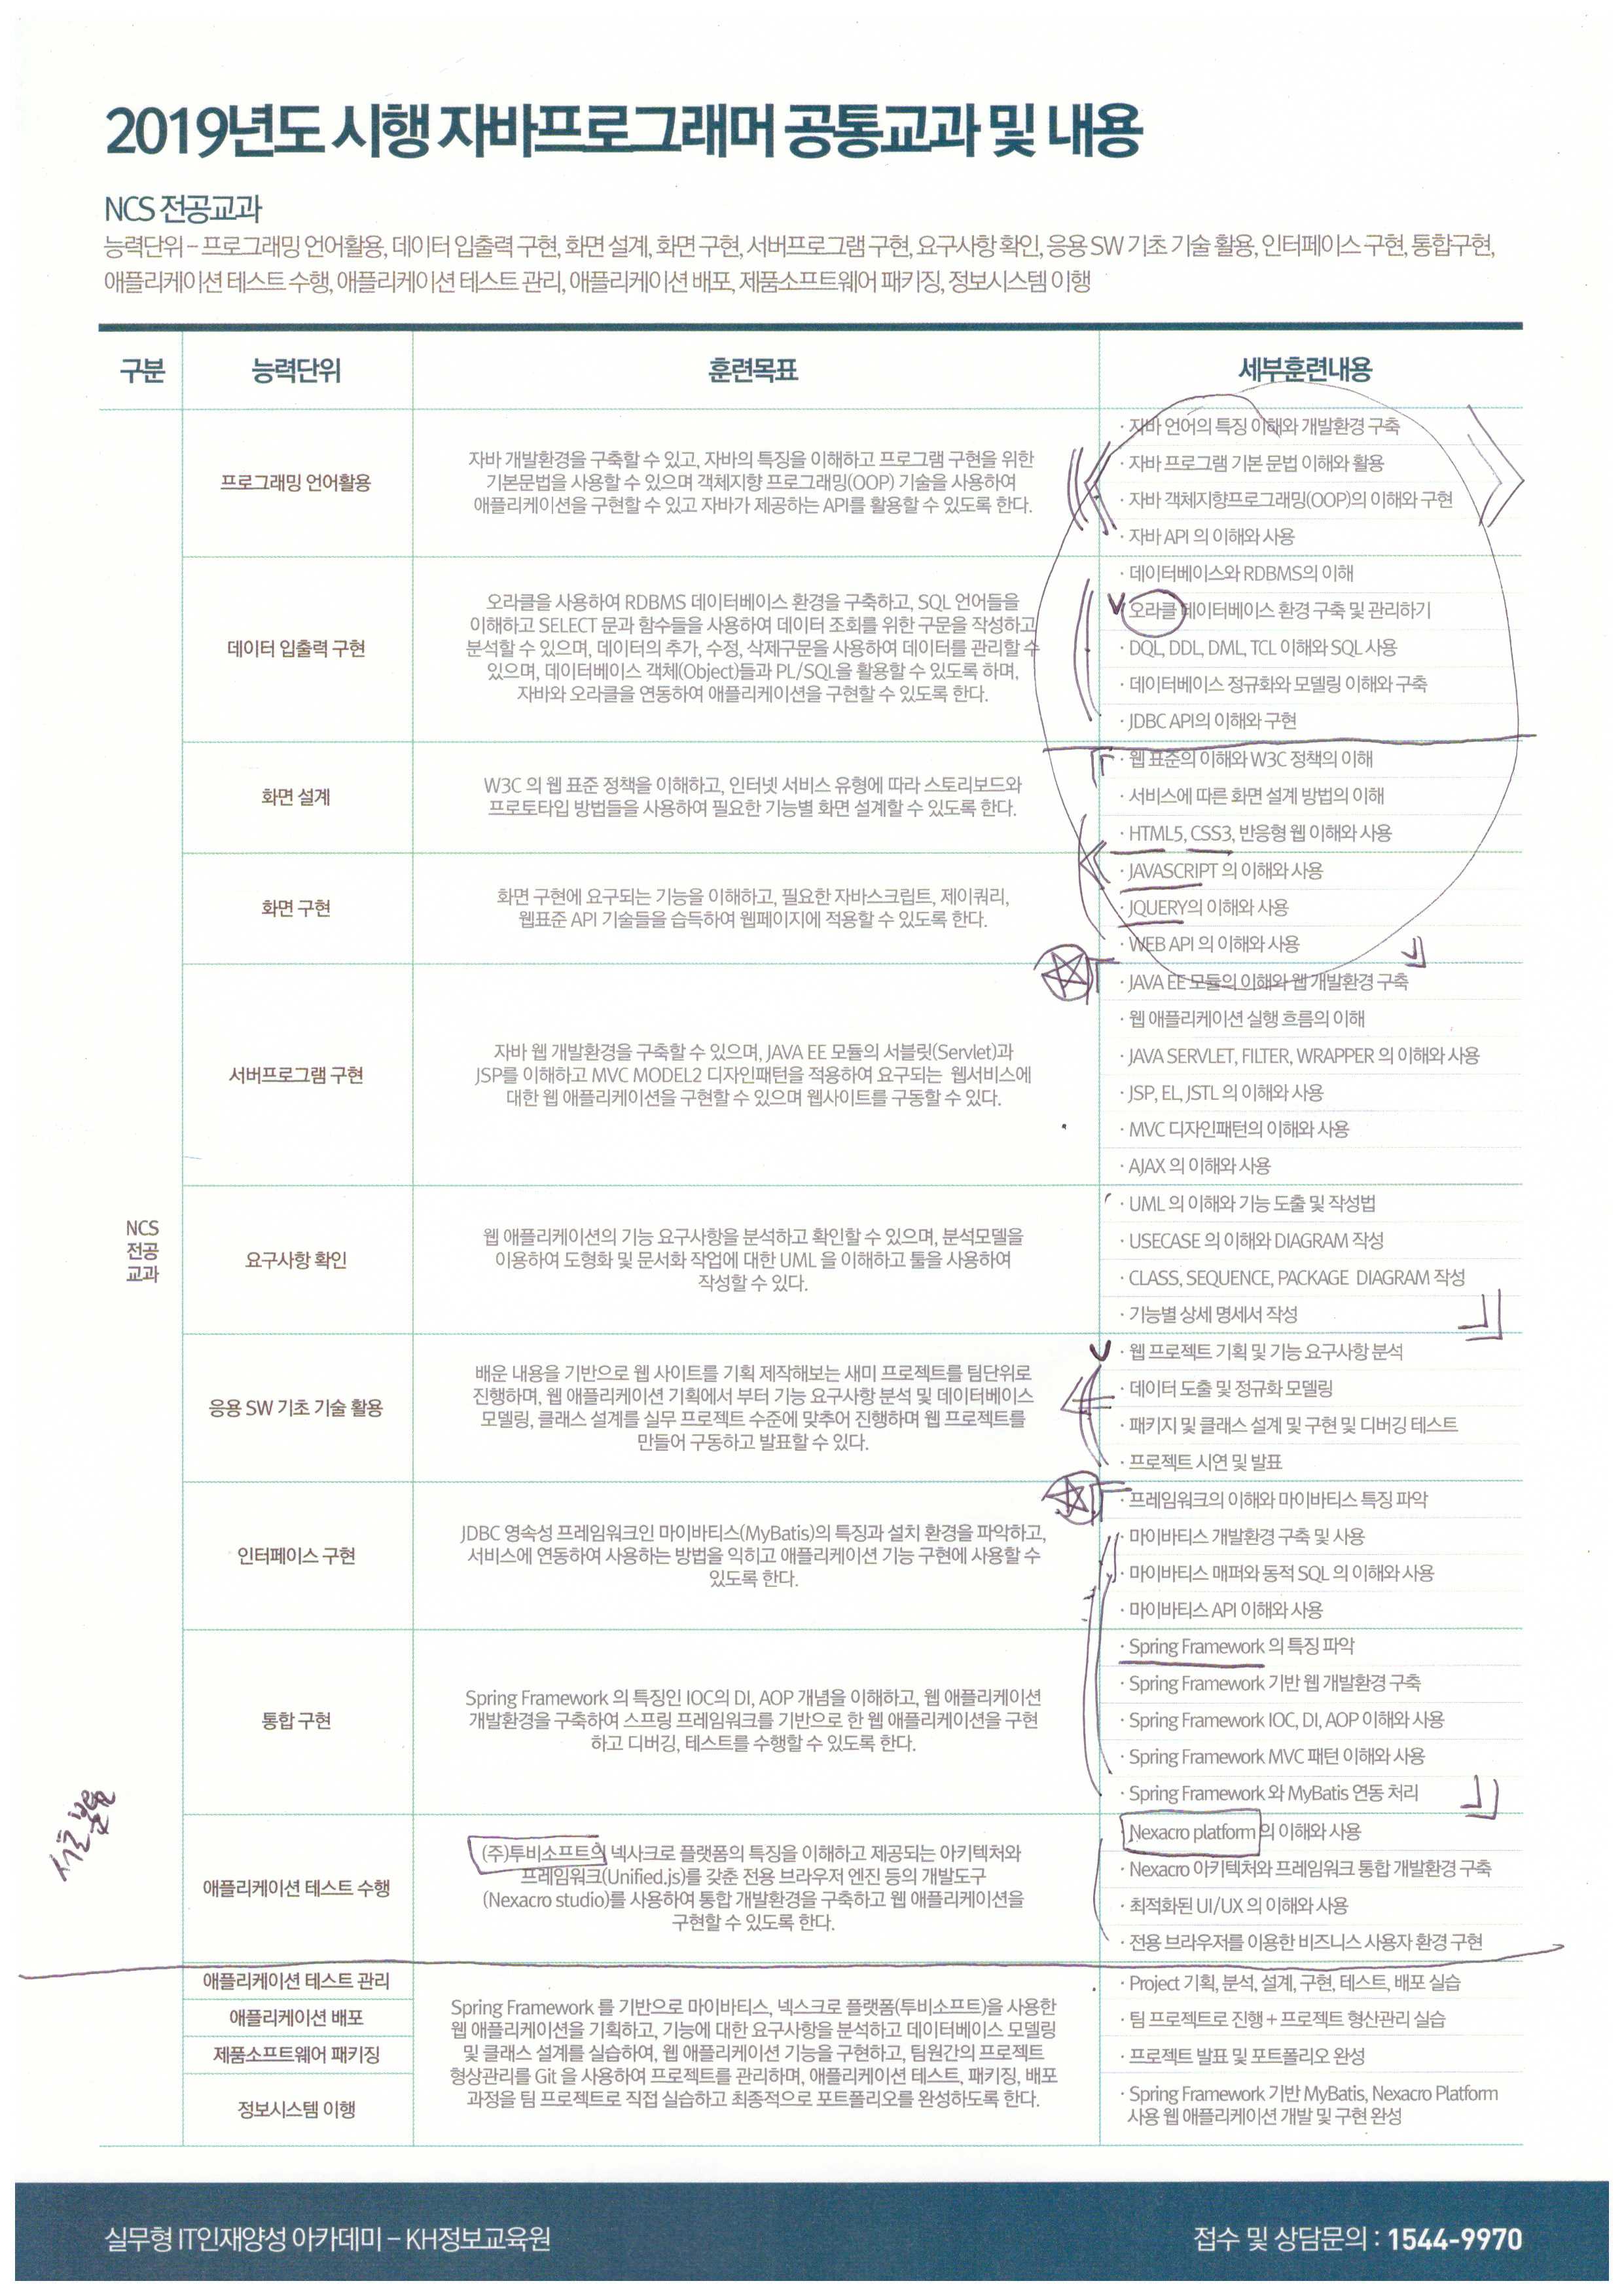 2019년도 시행 자바프로그래머 공통교과 및 내용
NCS 전공교과
능력단위 – 프로그래밍 언어활용, 데이터 입출력 구현, 화면 설계, 화면 구현, 서버프로그램 구현, 요구사항 확인, 응용 SW 기초 기술 활용, 인터페이스 구현, 통합구현,
애플리케이션 테스트 수행, 애플리케이션 테스트 관리, 애플리케이션 배포, 제품소프트웨어 패키징, 정보시스템 이행
구분 능력단위 훈련목표 세부훈련내용
NCS
전공
교과
프로그래밍 언어활용
자바 개발환경을 구축할 수 있고, 자바의 특징을 이해하고 프로그램 구현을 위한
기본문법을 사용할 수 있으며 객체지향 프로그래밍(OOP) 기술을 사용하여
애플리케이션을 구현할 수 있고 자바가 제공하는 API를 활용할 수 있도록 한다.
· 자바 언어의 특징 이해와 개발환경 구축
· 자바 프로그램 기본 문법 이해와 활용
· 자바 객체지향프로그래밍(OOP)의 이해와 구현
· 자바 API 의 이해와 사용
데이터 입출력 구현
오라클을 사용하여 RDBMS 데이터베이스 환경을 구축하고, SQL 언어들을
이해하고 SELECT 문과 함수들을 사용하여 데이터 조회를 위한 구문을 작성하고
분석할 수 있으며, 데이터의 추가, 수정, 삭제구문을 사용하여 데이터를 관리할 수
있으며, 데이터베이스 객체(Object)들과 PL/SQL을 활용할 수 있도록 하며,
자바와 오라클을 연동하여 애플리케이션을 구현할 수 있도록 한다.
· 데이터베이스와 RDBMS의 이해
· 오라클 데이터베이스 환경 구축 및 관리하기
· DQL, DDL, DML, TCL 이해와 SQL 사용
· 데이터베이스 정규화와 모델링 이해와 구축
· JDBC API의 이해와 구현
화면 설계
W3C 의 웹 표준 정책을 이해하고, 인터넷 서비스 유형에 따라 스토리보드와
프로토타입 방법들을 사용하여 필요한 기능별 화면 설계할 수 있도록 한다.
· 웹 표준의 이해와 W3C 정책의 이해
· 서비스에 따른 화면 설계 방법의 이해
· HTML5, CSS3, 반응형 웹 이해와 사용
화면 구현
화면 구현에 요구되는 기능을 이해하고, 필요한 자바스크립트, 제이쿼리,
웹표준 API 기술들을 습득하여 웹페이지에 적용할 수 있도록 한다.
· JAVASCRIPT 의 이해와 사용
· JQUERY의 이해와 사용
· WEB API 의 이해와 사용
서버프로그램 구현
자바 웹 개발환경을 구축할 수 있으며, JAVA EE 모듈의 서블릿(Servlet)과
JSP를 이해하고 MVC MODEL2 디자인패턴을 적용하여 요구되는 웹서비스에
대한 웹 애플리케이션을 구현할 수 있으며 웹사이트를 구동할 수 있다.
· JAVA EE 모듈의 이해와 웹 개발환경 구축
· 웹 애플리케이션 실행 흐름의 이해
· JAVA SERVLET, FILTER, WRAPPER 의 이해와 사용
· JSP, EL, JSTL 의 이해와 사용
· MVC 디자인패턴의 이해와 사용
· AJAX 의 이해와 사용
요구사항 확인
웹 애플리케이션의 기능 요구사항을 분석하고 확인할 수 있으며, 분석모델을
이용하여 도형화 및 문서화 작업에 대한 UML 을 이해하고 툴을 사용하여
작성할 수 있다.
· UML 의 이해와 기능 도출 및 작성법
· USECASE 의 이해와 DIAGRAM 작성
· CLASS, SEQUENCE, PACKAGE DIAGRAM 작성
· 기능별 상세 명세서 작성
응용 SW 기초 기술 활용
배운 내용을 기반으로 웹 사이트를 기획 제작해보는 새미 프로젝트를 팀단위로
진행하며, 웹 애플리케이션 기획에서 부터 기능 요구사항 분석 및 데이터베이스
모델링, 클래스 설계를 실무 프로젝트 수준에 맞추어 진행하며 웹 프로젝트를
만들어 구동하고 발표할 수 있다.
· 웹 프로젝트 기획 및 기능 요구사항 분석
· 데이터 도출 및 정규화 모델링
· 패키지 및 클래스 설계 및 구현 및 디버깅 테스트
· 프로젝트 시연 및 발표
인터페이스 구현
JDBC 영속성 프레임워크인 마이바티스(MyBatis)의 특징과 설치 환경을 파악하고,
서비스에 연동하여 사용하는 방법을 익히고 애플리케이션 기능 구현에 사용할 수
있도록 한다.
· 프레임워크의 이해와 마이바티스 특징 파악
· 마이바티스 개발환경 구축 및 사용
· 마이바티스 매퍼와 동적 SQL 의 이해와 사용
· 마이바티스 API 이해와 사용
통합 구현
Spring Framework 의 특징인 IOC의 DI, AOP 개념을 이해하고, 웹 애플리케이션
개발환경을 구축하여 스프링 프레임워크를 기반으로 한 웹 애플리케이션을 구현
하고 디버깅, 테스트를 수행할 수 있도록 한다.
· Spring Framework 의 특징 파악
· Spring Framework 기반 웹 개발환경 구축
· Spring Framework IOC, DI, AOP 이해와 사용
· Spring Framework MVC 패턴 이해와 사용
· Spring Framework 와 MyBatis 연동 처리
애플리케이션 테스트 수행
(주)투비소프트의 넥사크로 플랫폼의 특징을 이해하고 제공되는 아키텍처와
프레임워크(Unified.js)를 갖춘 전용 브라우저 엔진 등의 개발도구
(Nexacro studio)를 사용하여 통합 개발환경을 구축하고 웹 애플리케이션을
구현할 수 있도록 한다.
· Nexacro platform의 이해와 사용
· Nexacro 아키텍처와 프레임워크 통합 개발환경 구축
· 최적화된 UI/UX 의 이해와 사용
· 전용 브라우저를 이용한 비즈니스 사용자 환경 구현
애플리케이션 테스트 관리
애플리케이션 배포
제품소프트웨어 패키징
정보시스템 이행
Spring Framework 를 기반으로 마이바티스, 넥스크로 플랫폼(투비소프트)을 사용한
웹 애플리케이션을 기획하고, 기능에 대한 요구사항을 분석하고 데이터베이스 모델링
및 클래스 설계를 실습하여, 웹 애플리케이션 기능을 구현하고, 팀원간의 프로젝트
형상관리를 Git 을 사용하여 프로젝트를 관리하며, 애플리케이션 테스트, 패키징, 배포
과정을 팀 프로젝트로 직접 실습하고 최종적으로 포트폴리오를 완성하도록 한다.
· Project 기획, 분석, 설계, 구현, 테스트, 배포 실습
· 팀 프로젝트로 진행 + 프로젝트 형산관리 실습
· 프로젝트 발표 및 포트폴리오 완성
· Spring Framework 기반 MyBatis, Nexacro Platform
사용 웹 애플리케이션 개발 및 구현 완성
실무형 IT인재양성 아카데미 – KH정보교육원
접수 및 상담문의 : 1544-9970